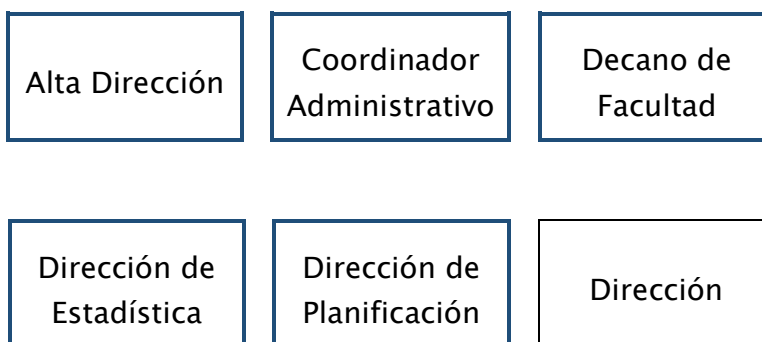 Alta Dirección
Coordinador
Administrativo
Decano de
Facultad
Dirección de
Estadística
Dirección de
Planificación
Dirección